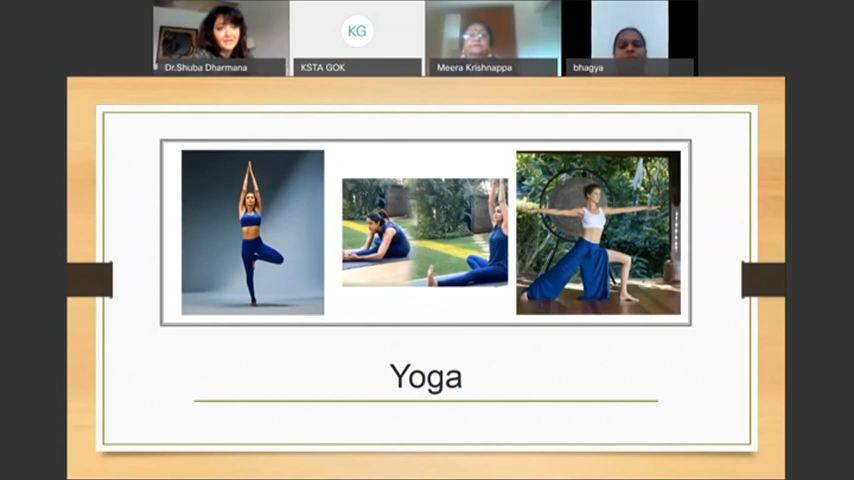 KG
Dr.Shuba Dharmana
KSTA GOK
Meera Krishnappa
bhagya
Yoga